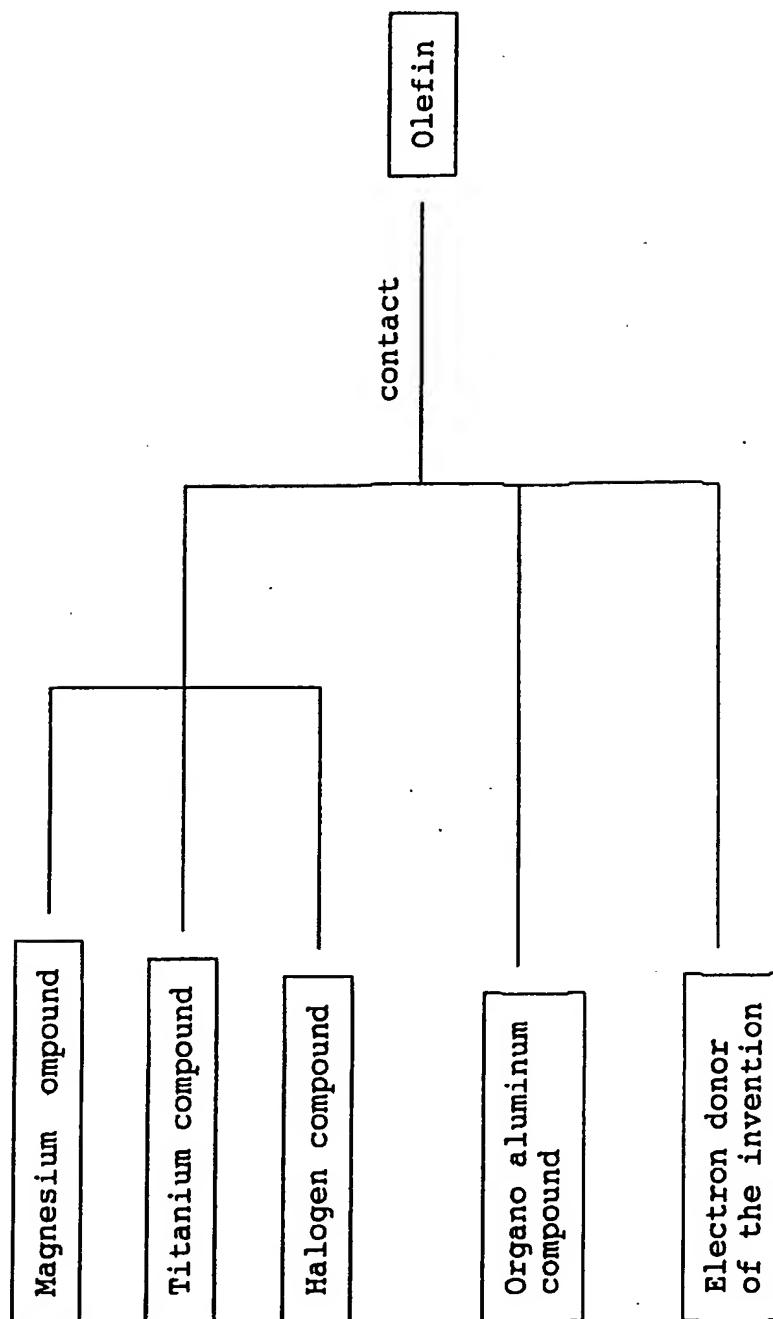 Magnesium ompound
Titanium compound
Halogen compound
Organo aluminum
compound
Electron donor
of the invention
contact
Olefin